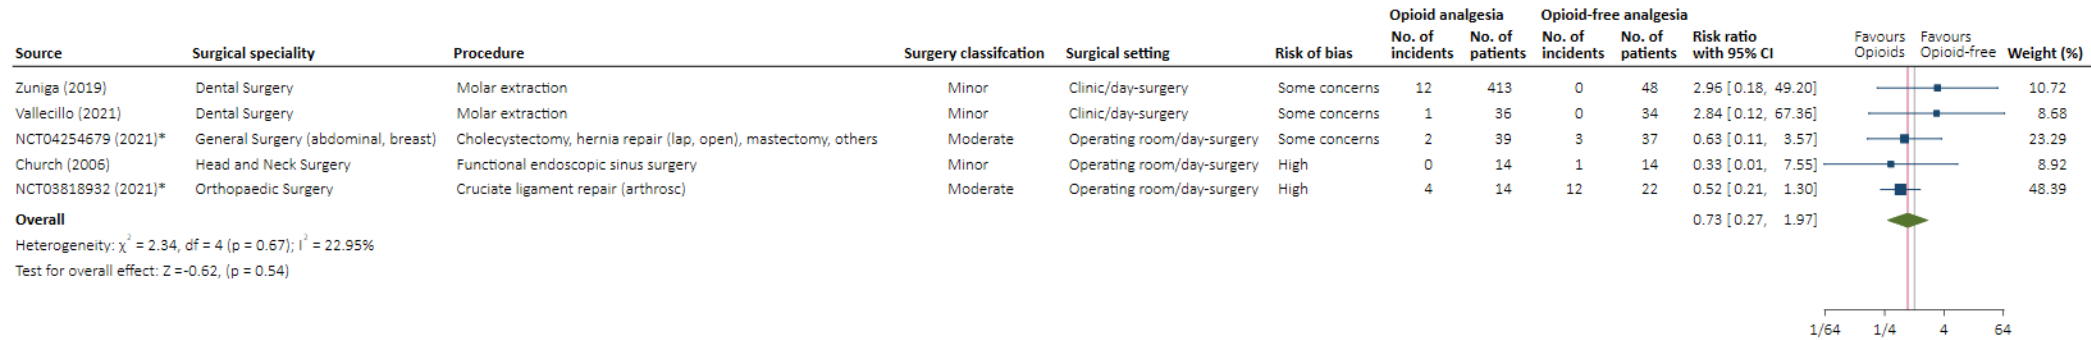 Opioid analgesia Opioid-free analgesia
Source Surgical speciality Procedure Surgery classifcation Surgical setting Risk of bias No. of incidents No. of patients No. of incidents No. of patients Risk ratio with 95% CI Favours Opioids Favours Opioid-free Weight (%)
Zuniga (2019) Dental Surgery Molar extraction Minor Clinic/day-surgery Some concerns 12 413 0 48 2.96 [ 0.18, 49.20] 10.72
Vallecillo (2021) Dental Surgery Molar extraction Minor Clinic/day-surgery Some concerns 1 36 0 34 2.84 [ 0.12, 67.36] 8.68
NCT04254679 (2021)* General Surgery (abdominal, breast) Cholecystectomy, hernia repair (lap, open), mastectomy, others Moderate Operating room/day-surgery Some concerns 2 39 3 37 0.63 [ 0.11, 3.57] 23.29
Church (2006) Head and Neck Surgery Functional endoscopic sinus surgery Minor Operating room/day-surgery High 0 14 1 14 0.33 [ 0.01, 7.55] 8.92
NCT03818932 (2021)* Orthopaedic Surgery Cruciate ligament repair (arthrosc) Moderate Operating room/day-surgery High 4 14 12 22 0.52 [ 0.21, 1.30] 48.39
Overall 0.73 [ 0.27, 1.97]
Heterogeneity: χ² = 2.34, df = 4 (p = 0.67); I² = 22.95%
Test for overall effect: Z =-0.62, (p = 0.54)
1/64 1/4 4 64